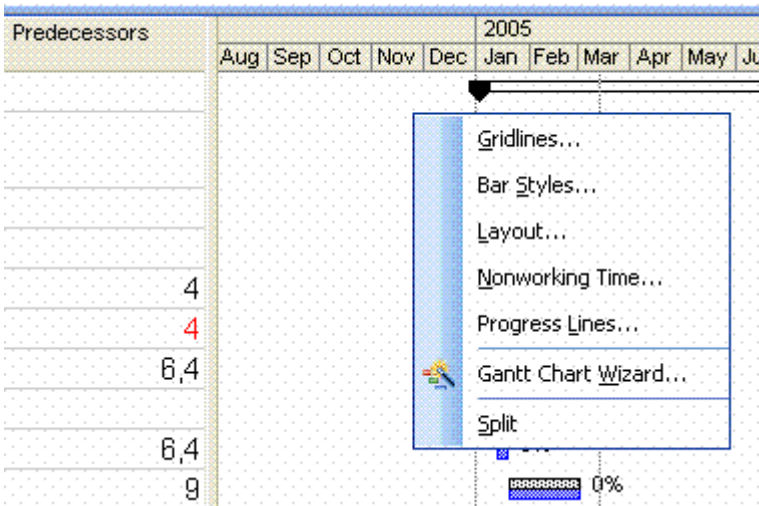 Predecessors
2005
Aug Sep Oct Nov Dec Jan Feb Mar Apr May
Gridlines...
Bar Styles...
Layout...
Nonworking Time...
4
Progress Lines...
4
6,4
Gantt Chart Wizard...
Split
6,4
9
0%